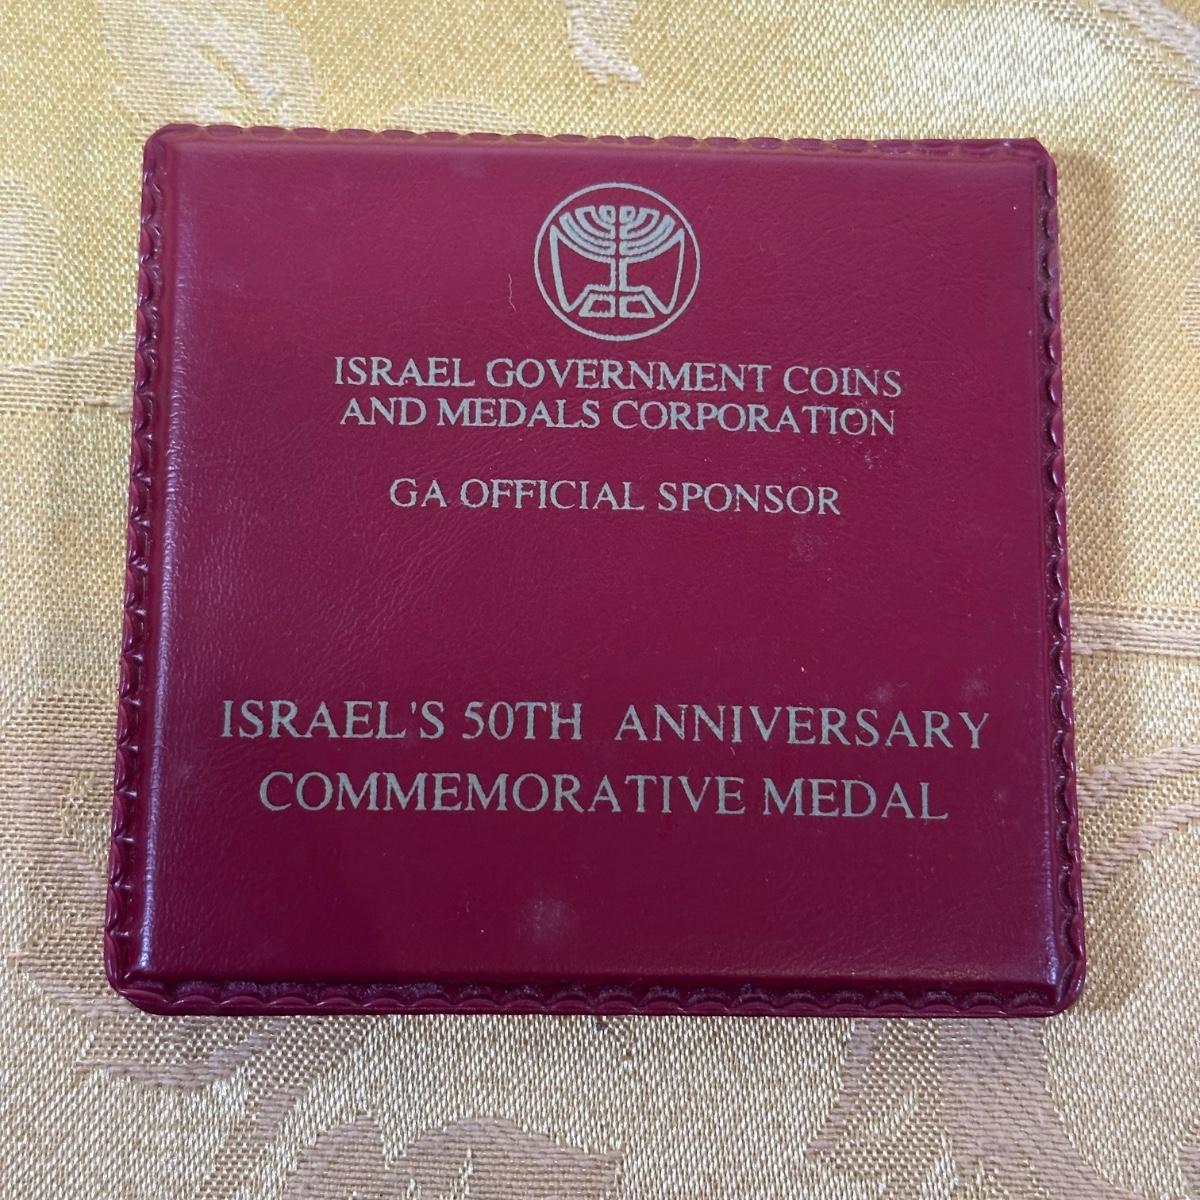 ISRAEL GOVERNMENT COINS
AND MEDALS CORPORATION
GA OFFICIAL SPONSOR
ISRAEL'S 50TH ANNIVERSARY
COMMEMORATIVE MEDAL